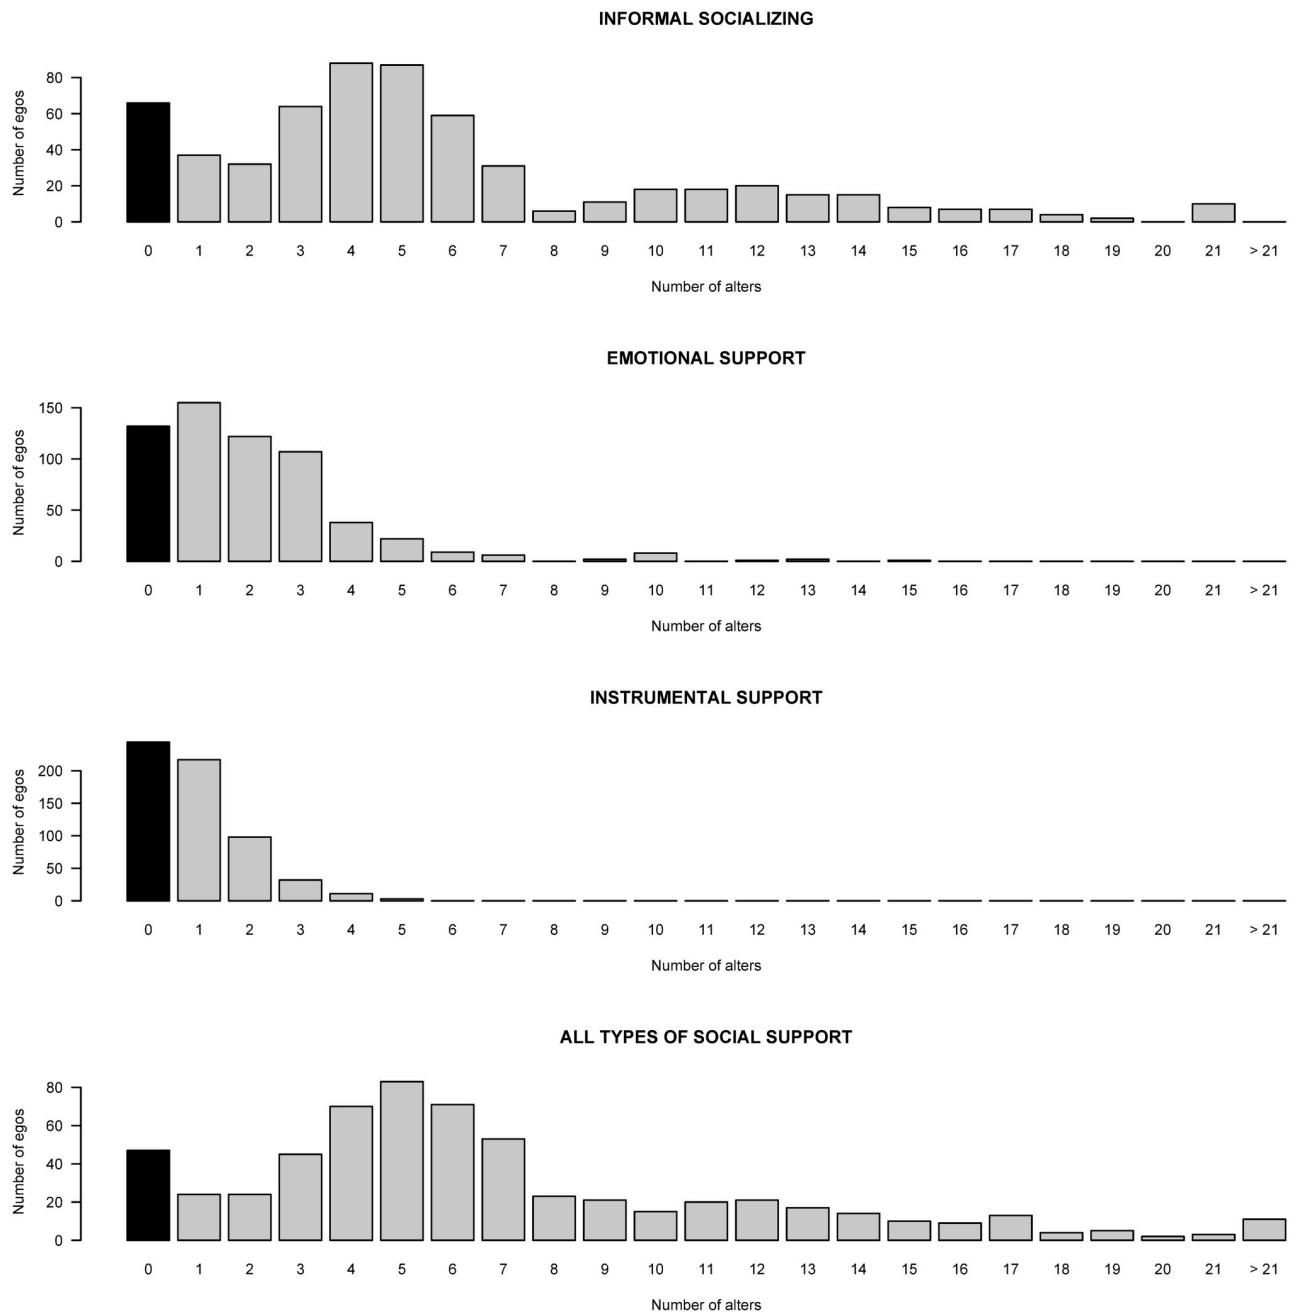 INFORMAL SOCIALIZING
Number of egos
80
60
40
20
0
0 1 2 3 4 5 6 7 8 9 10 11 12 13 14 15 16 17 18 19 20 21 > 21
Number of alters
EMOTIONAL SUPPORT
Number of egos
150
100
50
0
0 1 2 3 4 5 6 7 8 9 10 11 12 13 14 15 16 17 18 19 20 21 > 21
Number of alters
INSTRUMENTAL SUPPORT
Number of egos
200
150
100
50
0
0 1 2 3 4 5 6 7 8 9 10 11 12 13 14 15 16 17 18 19 20 21 > 21
Number of alters
ALL TYPES OF SOCIAL SUPPORT
Number of egos
80
60
40
20
0
0 1 2 3 4 5 6 7 8 9 10 11 12 13 14 15 16 17 18 19 20 21 > 21
Number of alters